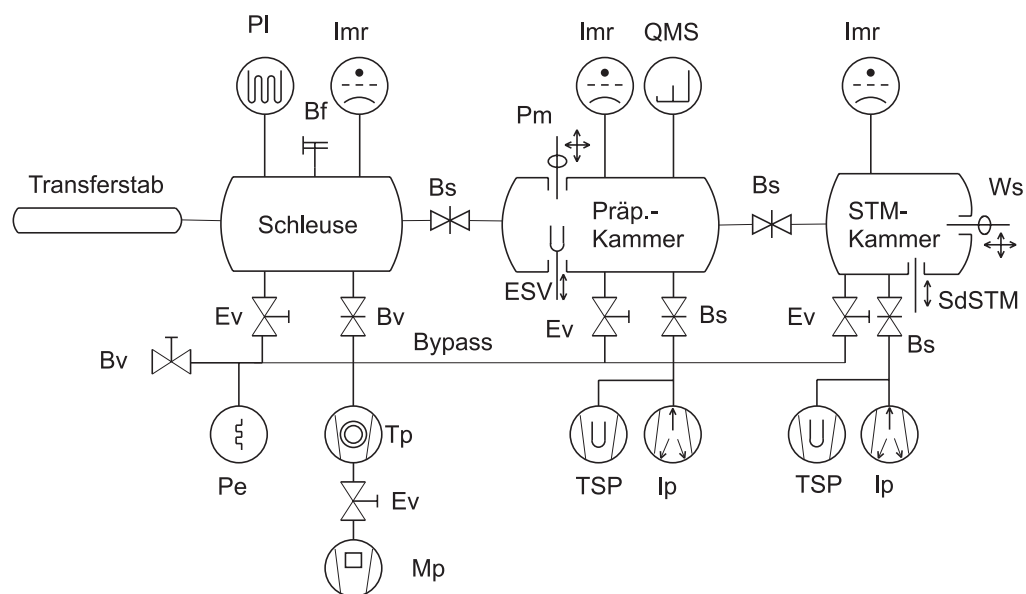 PI
Imr
Imr
QMS
Imr
Bf
Pm
Transferstab
Bs
Bs
Ws
Schleuse
Präp.-
Kammer
STM-
Kammer
ESV
SdSTM
Ev
Bv
Ev
Bs
Ev
Bs
Bv
Bypass
Tp
Pe
TSP
Ip
TSP
Ip
Ev
Mp